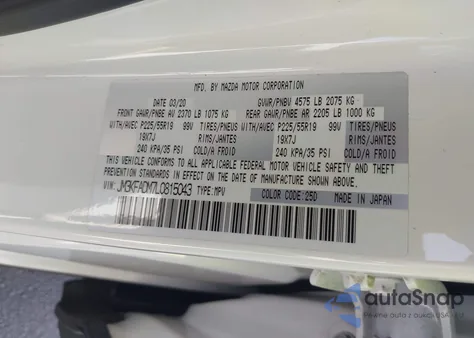 MFD. BY MAZDA MOTOR CORPORATION
DATE 03/20 GVWR/PNBV 4575 LB 2075 KG
FRONT GAWR/PNBE AV 2370 LB 1075 KG REAR GAWR/PNBE AR 2205 LB 1000 KG
WITH/AVEC P225/55R19 99V TIRES/PNEUS WITH/AVEC P225/55R19 99V TIRES/PNEUS
19X7J RIMS/JANTES 19X7J RIMS/JANTES
240 KPA/35 PSI COLD/A FROID 240 KPA/35 PSI COLD/A FROID
THIS VEHICLE CONFORMS TO ALL APPLICABLE FEDERAL MOTOR VEHICLE SAFETY, BUMPER, AND THEFT
PREVENTION STANDARDS IN EFFECT ON THE DATE OF MANUFACTURE SHOWN ABOVE.
VIN: JM3KFADM7L0815043 TYPE: MPV COLOR CODE: 25D MADE IN JAPAN
autoSnap